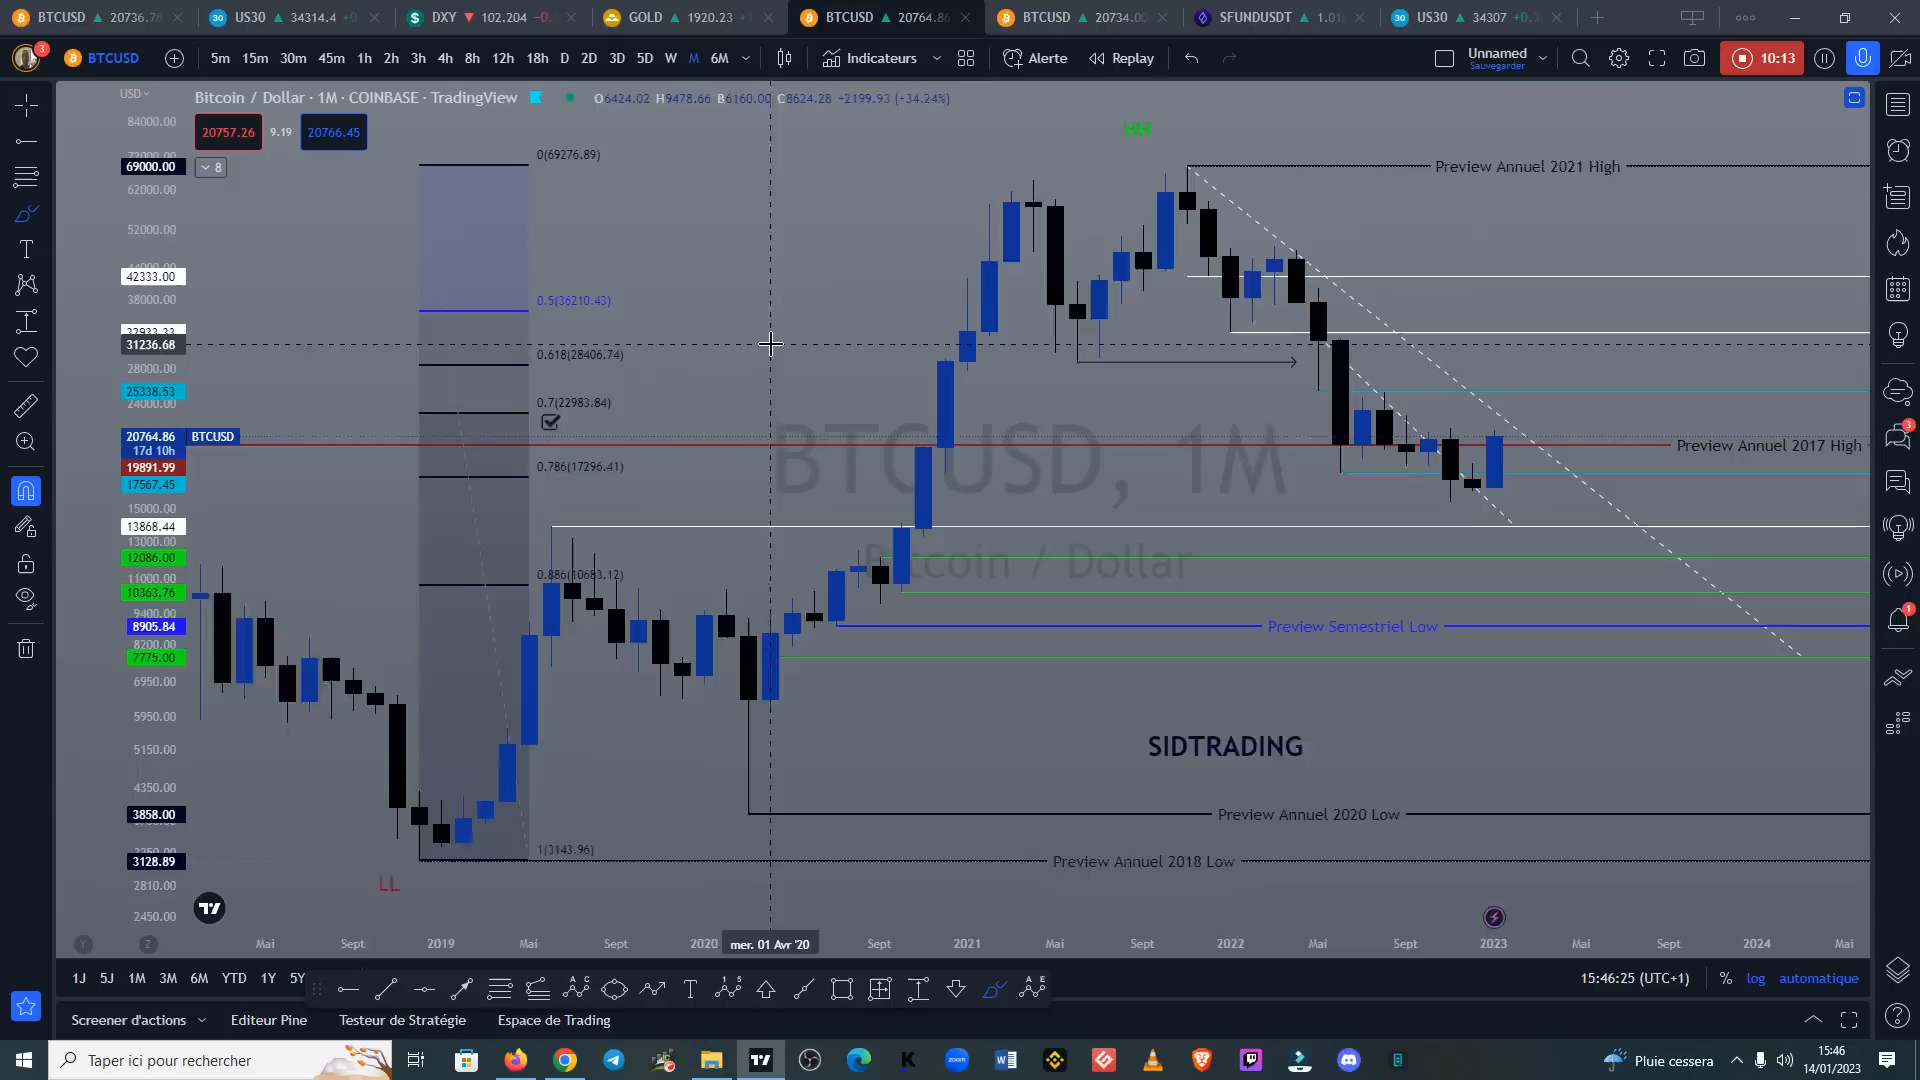 BTCUSD 20736.78
US30 34314.4
DXY 102.204
GOLD 1920.23
BTCUSD 20764.86
BTCUSD 20734.00
SFUNDUSDT 1.01
US30 34307
3
BTCUSD
5m 15m 30m 45m 1h 2h 3h 4h 8h 12h 18h D 2D 3D 5D W M 6M
Indicateurs
Alerte
Replay
Unnamed
Sauvegarder
10:13
USD
Bitcoin / Dollar · 1M · COINBASE · TradingView
O6424.02 H9478.66 B6160.00 C8624.28 -2199.93 (-34.24%)
20757.26 9.19 20766.45
8
84000.00
69000.00
62000.00
52000.00
42333.00
38000.00
31236.68
28000.00
25338.53
24000.00
20764.86 BTCUSD
17d 10h
19891.99
17567.45
15000.00
13868.44
13000.00
12086.00
11000.00
10363.76
9400.00
8905.84
8200.00
7775.00
6950.00
5950.00
5150.00
4350.00
3858.00
3128.89
2810.00
2450.00
0(69276.89)
0.5(36210.43)
0.618(28406.74)
0.7(22983.84)
0.786(17296.41)
0.886(10683.12)
1(3143.96)
HH
LL
Preview Annuel 2021 High
Preview Annuel 2017 High
BTCUSD, 1M
Bitcoin / Dollar
Preview Semestriel Low
SIDTRADING
Preview Annuel 2020 Low
Preview Annuel 2018 Low
Y Z Mai Sept 2019 Mai Sept 2020 mer. 01 Avr '20 Sept 2021 Mai Sept 2022 Mai Sept 2023 Mai Sept 2024 Mai
1J 5J 1M 3M 6M YTD 1Y 5Y
15:46:25 (UTC+1) % log automatique
Screener d'actions Editeur Pine Testeur de Stratégie Espace de Trading
3
1
Taper ici pour rechercher
zoom
Pluie cessera
15:46
14/01/2023